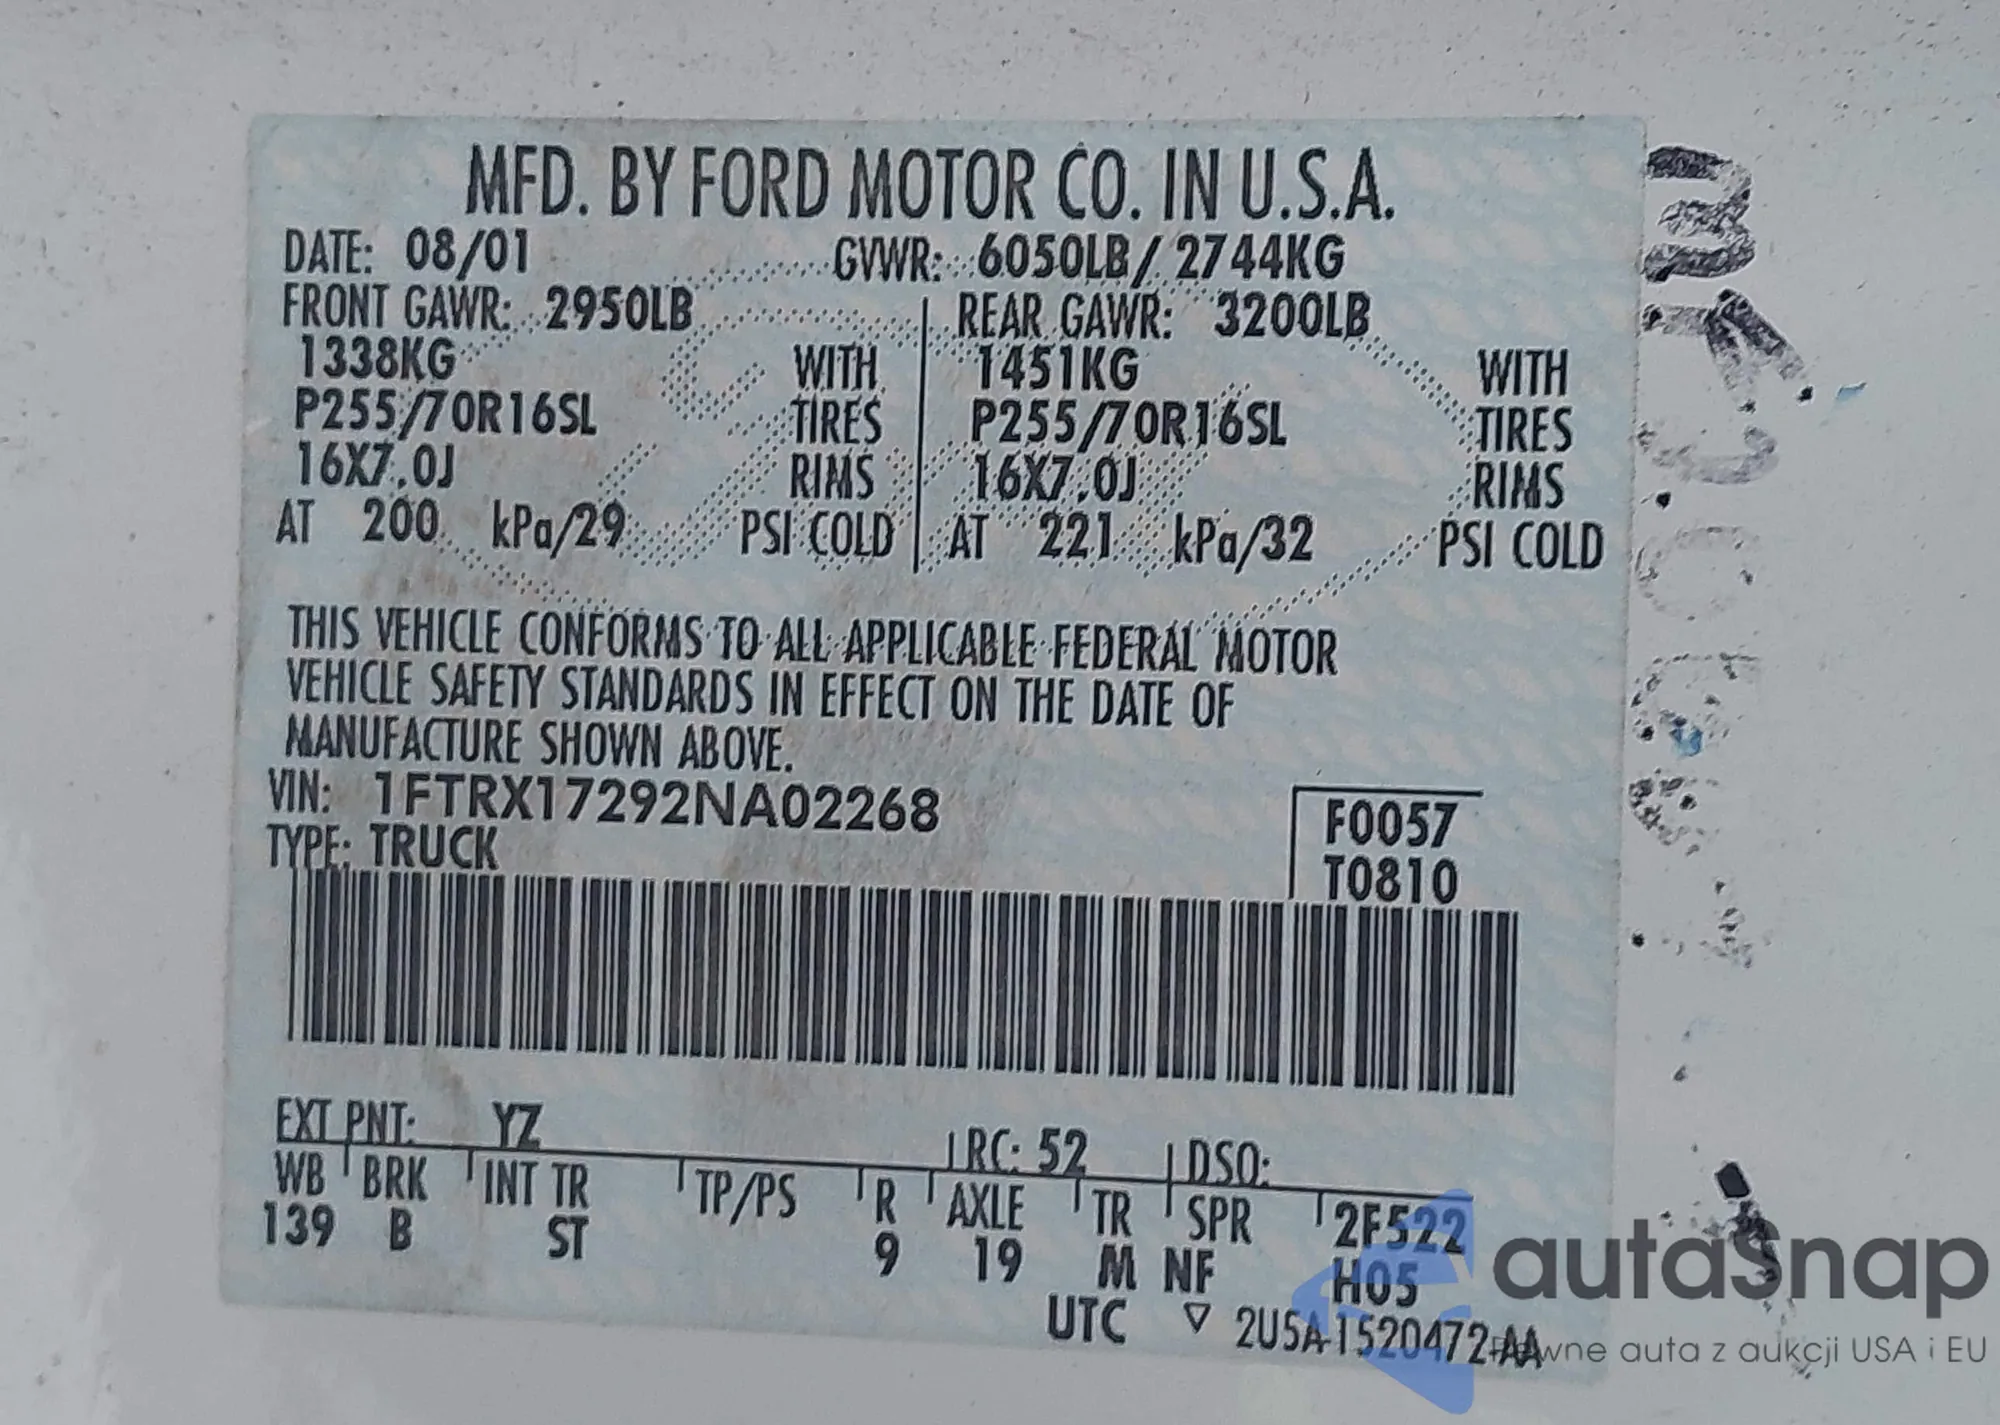 MFD. BY FORD MOTOR CO. IN U.S.A.
DATE: 08/01 GVWR: 6050LB/ 2744KG
FRONT GAWR: 2950LB REAR GAWR: 3200LB
1338KG WITH 1451KG WITH
P255/70R16SL TIRES P255/70R16SL TIRES
16X7.0J RIMS 16X7.0J RIMS
AT 200 kPa/29 PSI COLD AT 221 kPa/32 PSI COLD
THIS VEHICLE CONFORMS TO ALL APPLICABLE FEDERAL MOTOR
VEHICLE SAFETY STANDARDS IN EFFECT ON THE DATE OF
MANUFACTURE SHOWN ABOVE.
VIN: 1FTRX17292NA02268 F0057
TYPE: TRUCK T0810
EXT PNT: YZ RC: 52 DSO:
WB BRK INT TR TP/PS R AXLE TR SPR 2F522
139 B ST 9 19 M NF H05
UTC ▽ 2U5A-1520472-AA
autasnap
Pewne auta z aukcji USA i EU